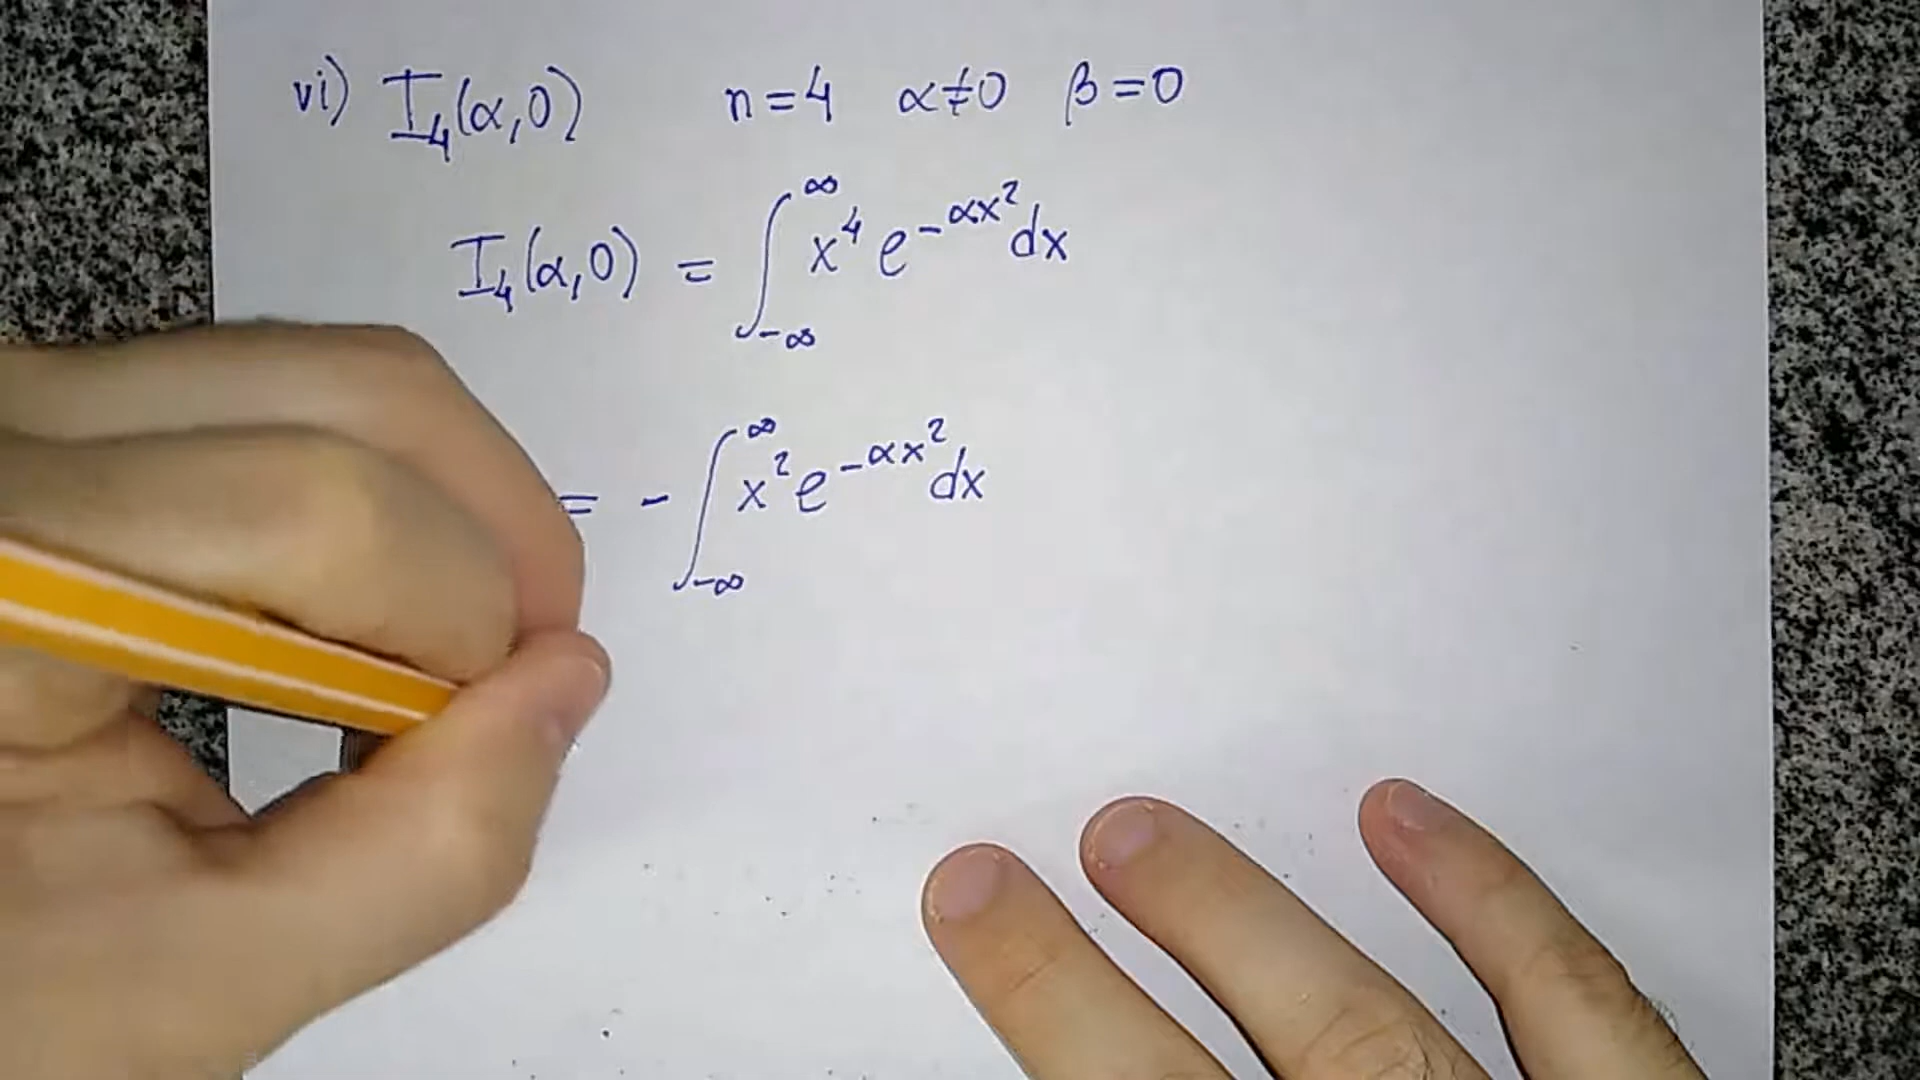 vi) I₄(α,0) n=4 α≠0 β=0
I₄(α,0) = ∫_{-∞}^{∞} x⁴ e^{-αx²} dx
= - ∫_{-∞}^{∞} x² e^{-αx²} dx